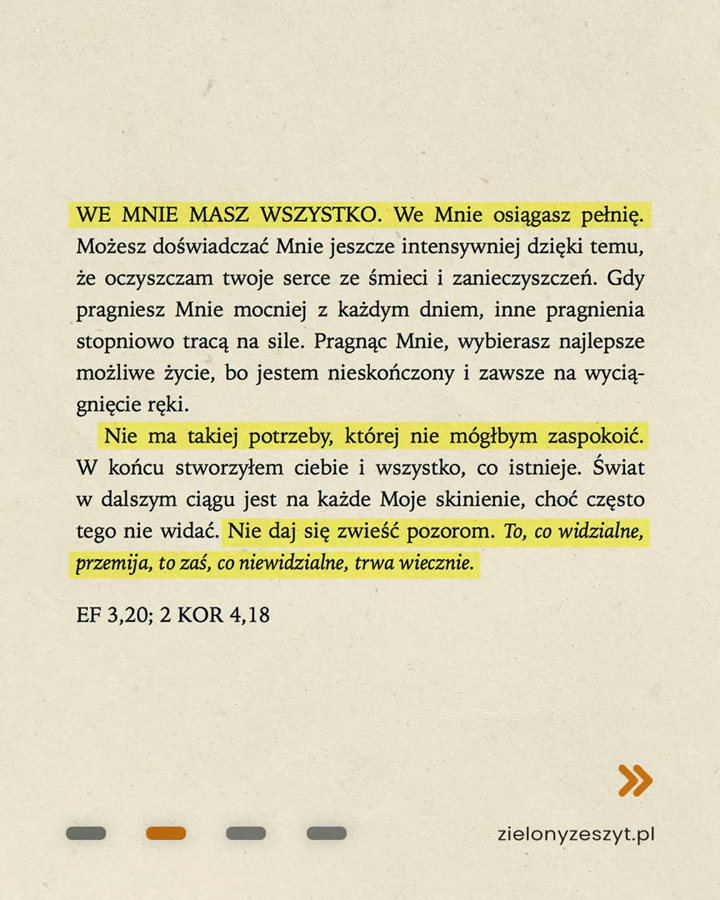 WE MNIE MASZ WSZYSTKO. We Mnie osiągasz pełnię.
Możesz doświadczać Mnie jeszcze intensywniej dzięki temu,
że oczyszczam twoje serce ze śmieci i zanieczyszczeń. Gdy
pragniesz Mnie mocniej z każdym dniem, inne pragnienia
stopniowo tracą na sile. Pragnąc Mnie, wybierasz najlepsze
możliwe życie, bo jestem nieskończony i zawsze na wycią-
gnięcie ręki.
Nie ma takiej potrzeby, której nie mógłbym zaspokoić.
W końcu stworzyłem ciebie i wszystko, co istnieje. Świat
w dalszym ciągu jest na każde Moje skinienie, choć często
tego nie widać. Nie daj się zwieść pozorom. To, co widzialne,
przemija, to zaś, co niewidzialne, trwa wiecznie.
EF 3,20; 2 KOR 4,18
zielonyzeszyt.pl